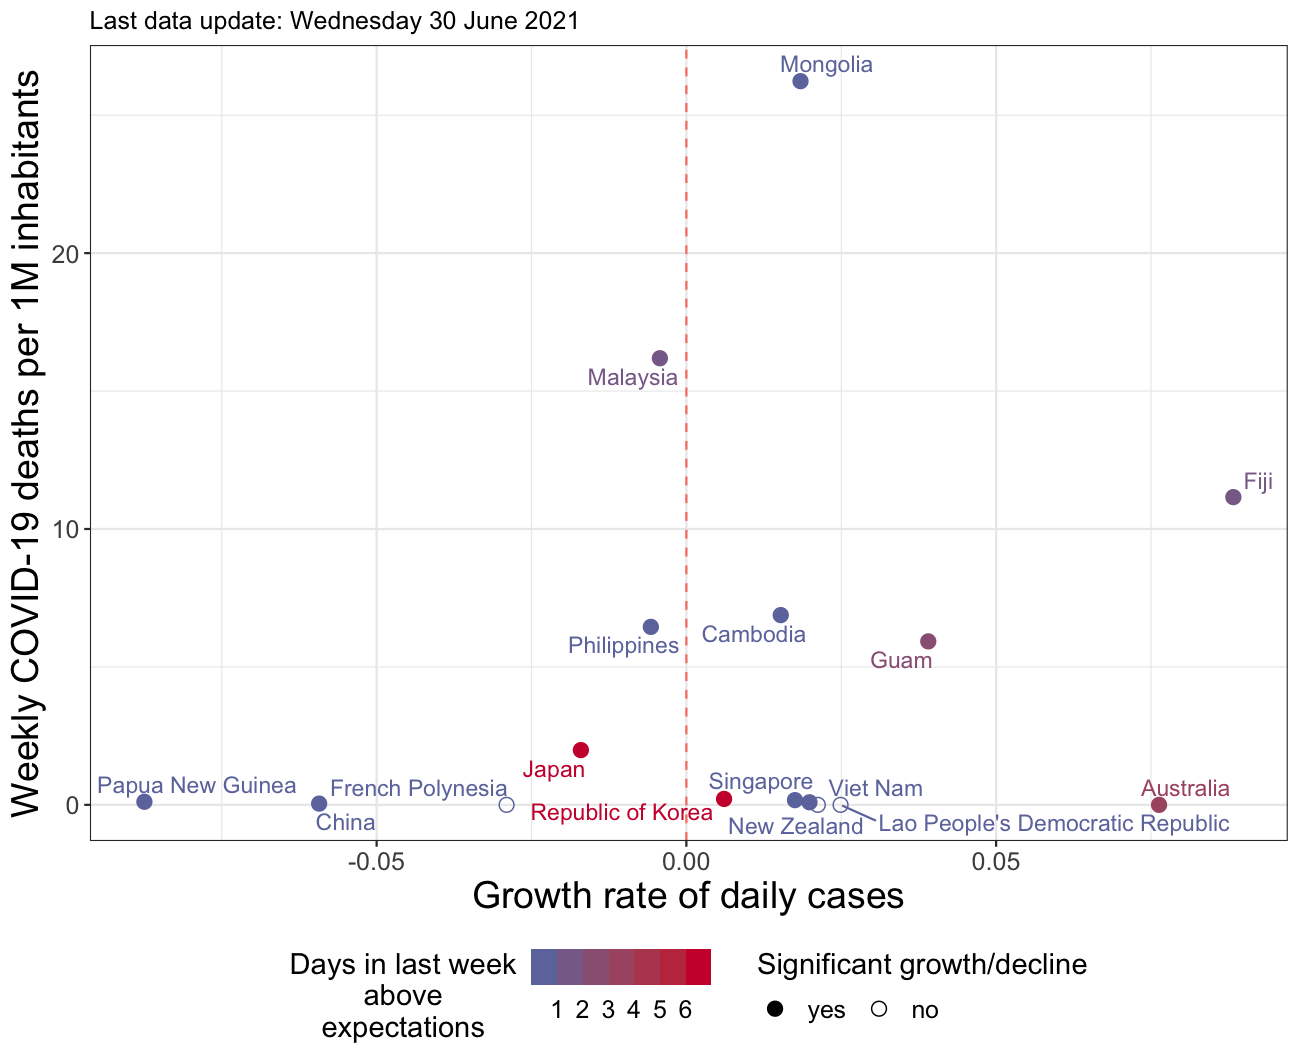 Last data update: Wednesday 30 June 2021
Weekly COVID-19 deaths per 1M inhabitants
Mongolia
20
Malaysia
Fiji
10
Philippines
Cambodia
Guam
Japan
Papua New Guinea
French Polynesia
Singapore
Viet Nam
Australia
0
China
Republic of Korea
New Zealand
Lao People's Democratic Republic
-0.05
0.00
0.05
Growth rate of daily cases
Days in last week
above
expectations
1 2 3 4 5 6
Significant growth/decline
yes
no